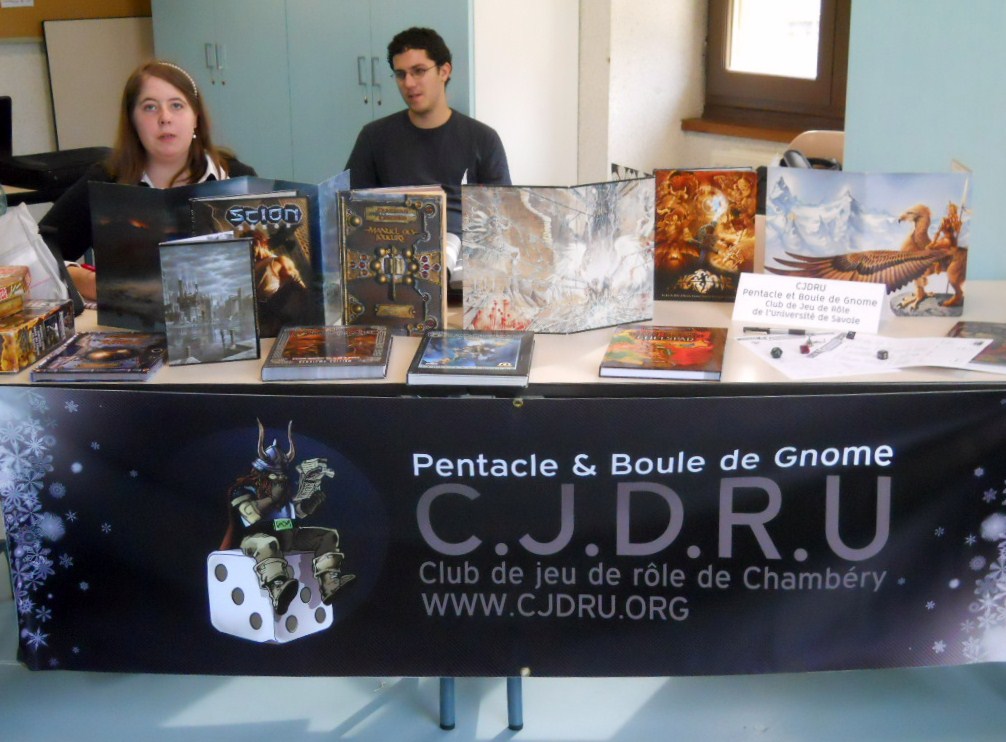 SCION
MANUEL DES JOUEURS
CJDRU
Pentacle et Boule de Gnome
Club de Jeu de Rôle
de l'université de Savoie
Pentacle & Boule de Gnome
C.J.D.R.U
Club de jeu de rôle de Chambéry
WWW.CJDRU.ORG